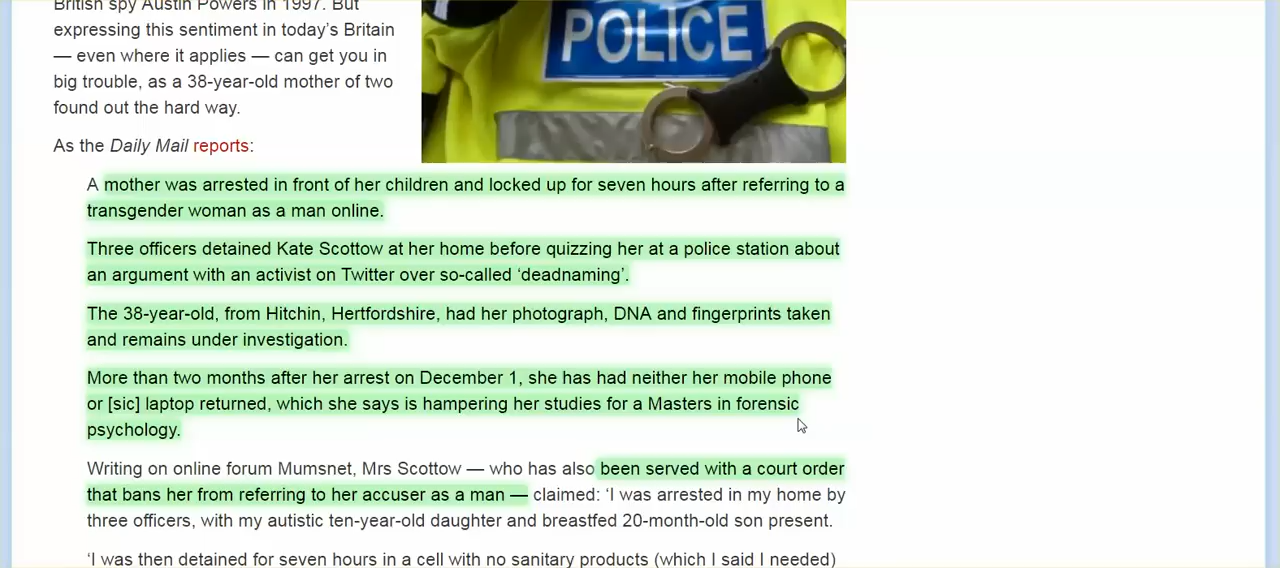 British spy Austin Powers in 1997. But
expressing this sentiment in today’s Britain
— even where it applies — can get you in
big trouble, as a 38-year-old mother of two
found out the hard way.
POLICE
As the Daily Mail reports:
A mother was arrested in front of her children and locked up for seven hours after referring to a
transgender woman as a man online.
Three officers detained Kate Scottow at her home before quizzing her at a police station about
an argument with an activist on Twitter over so-called ‘deadnaming’.
The 38-year-old, from Hitchin, Hertfordshire, had her photograph, DNA and fingerprints taken
and remains under investigation.
More than two months after her arrest on December 1, she has had neither her mobile phone
or [sic] laptop returned, which she says is hampering her studies for a Masters in forensic
psychology.
Writing on online forum Mumsnet, Mrs Scottow — who has also been served with a court order
that bans her from referring to her accuser as a man — claimed: ‘I was arrested in my home by
three officers, with my autistic ten-year-old daughter and breastfed 20-month-old son present.
‘I was then detained for seven hours in a cell with no sanitary products (which I said I needed)